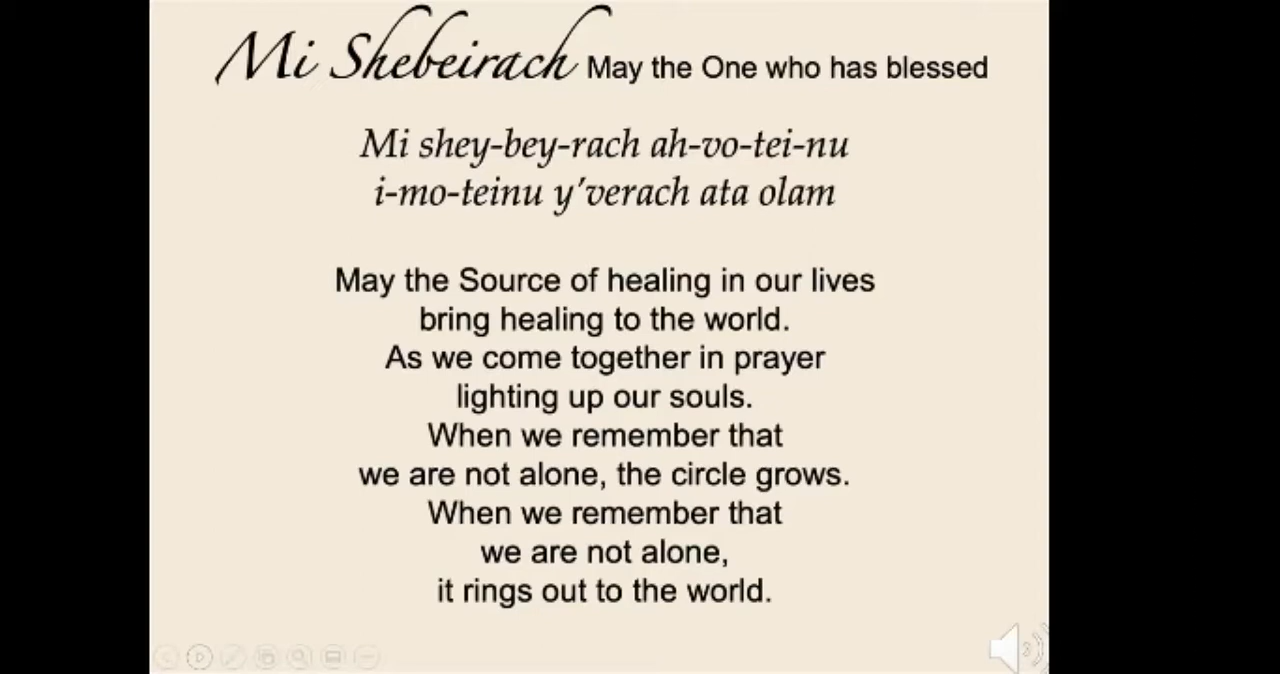 Mi Shebeirach May the One who has blessed
Mi shey-bey-rach ah-vo-tei-nu
i-mo-teinu y’verach ata olam
May the Source of healing in our lives
bring healing to the world.
As we come together in prayer
lighting up our souls.
When we remember that
we are not alone, the circle grows.
When we remember that
we are not alone,
it rings out to the world.